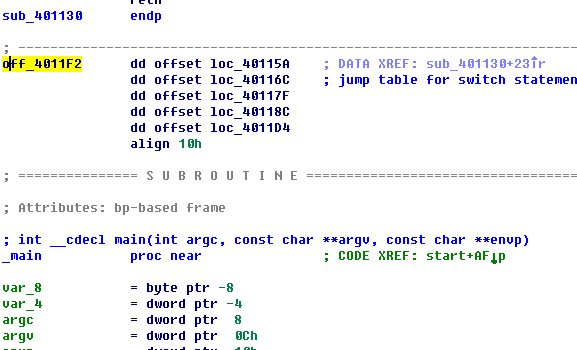 sub_401130 endp
; ----------------------------------------------------------------
off_4011F2 dd offset loc_40115A ; DATA XREF: sub_401130+23↑r
dd offset loc_40116C ; jump table for switch statemen
dd offset loc_40117F
dd offset loc_40118C
dd offset loc_4011D4
align 10h
; =============== S U B R O U T I N E ==================================
; Attributes: bp-based frame
; int __cdecl main(int argc, const char **argv, const char **envp)
_main proc near ; CODE XREF: start+AF↓p
var_8 = byte ptr -8
var_4 = dword ptr -4
argc = dword ptr 8
argv = dword ptr 0Ch